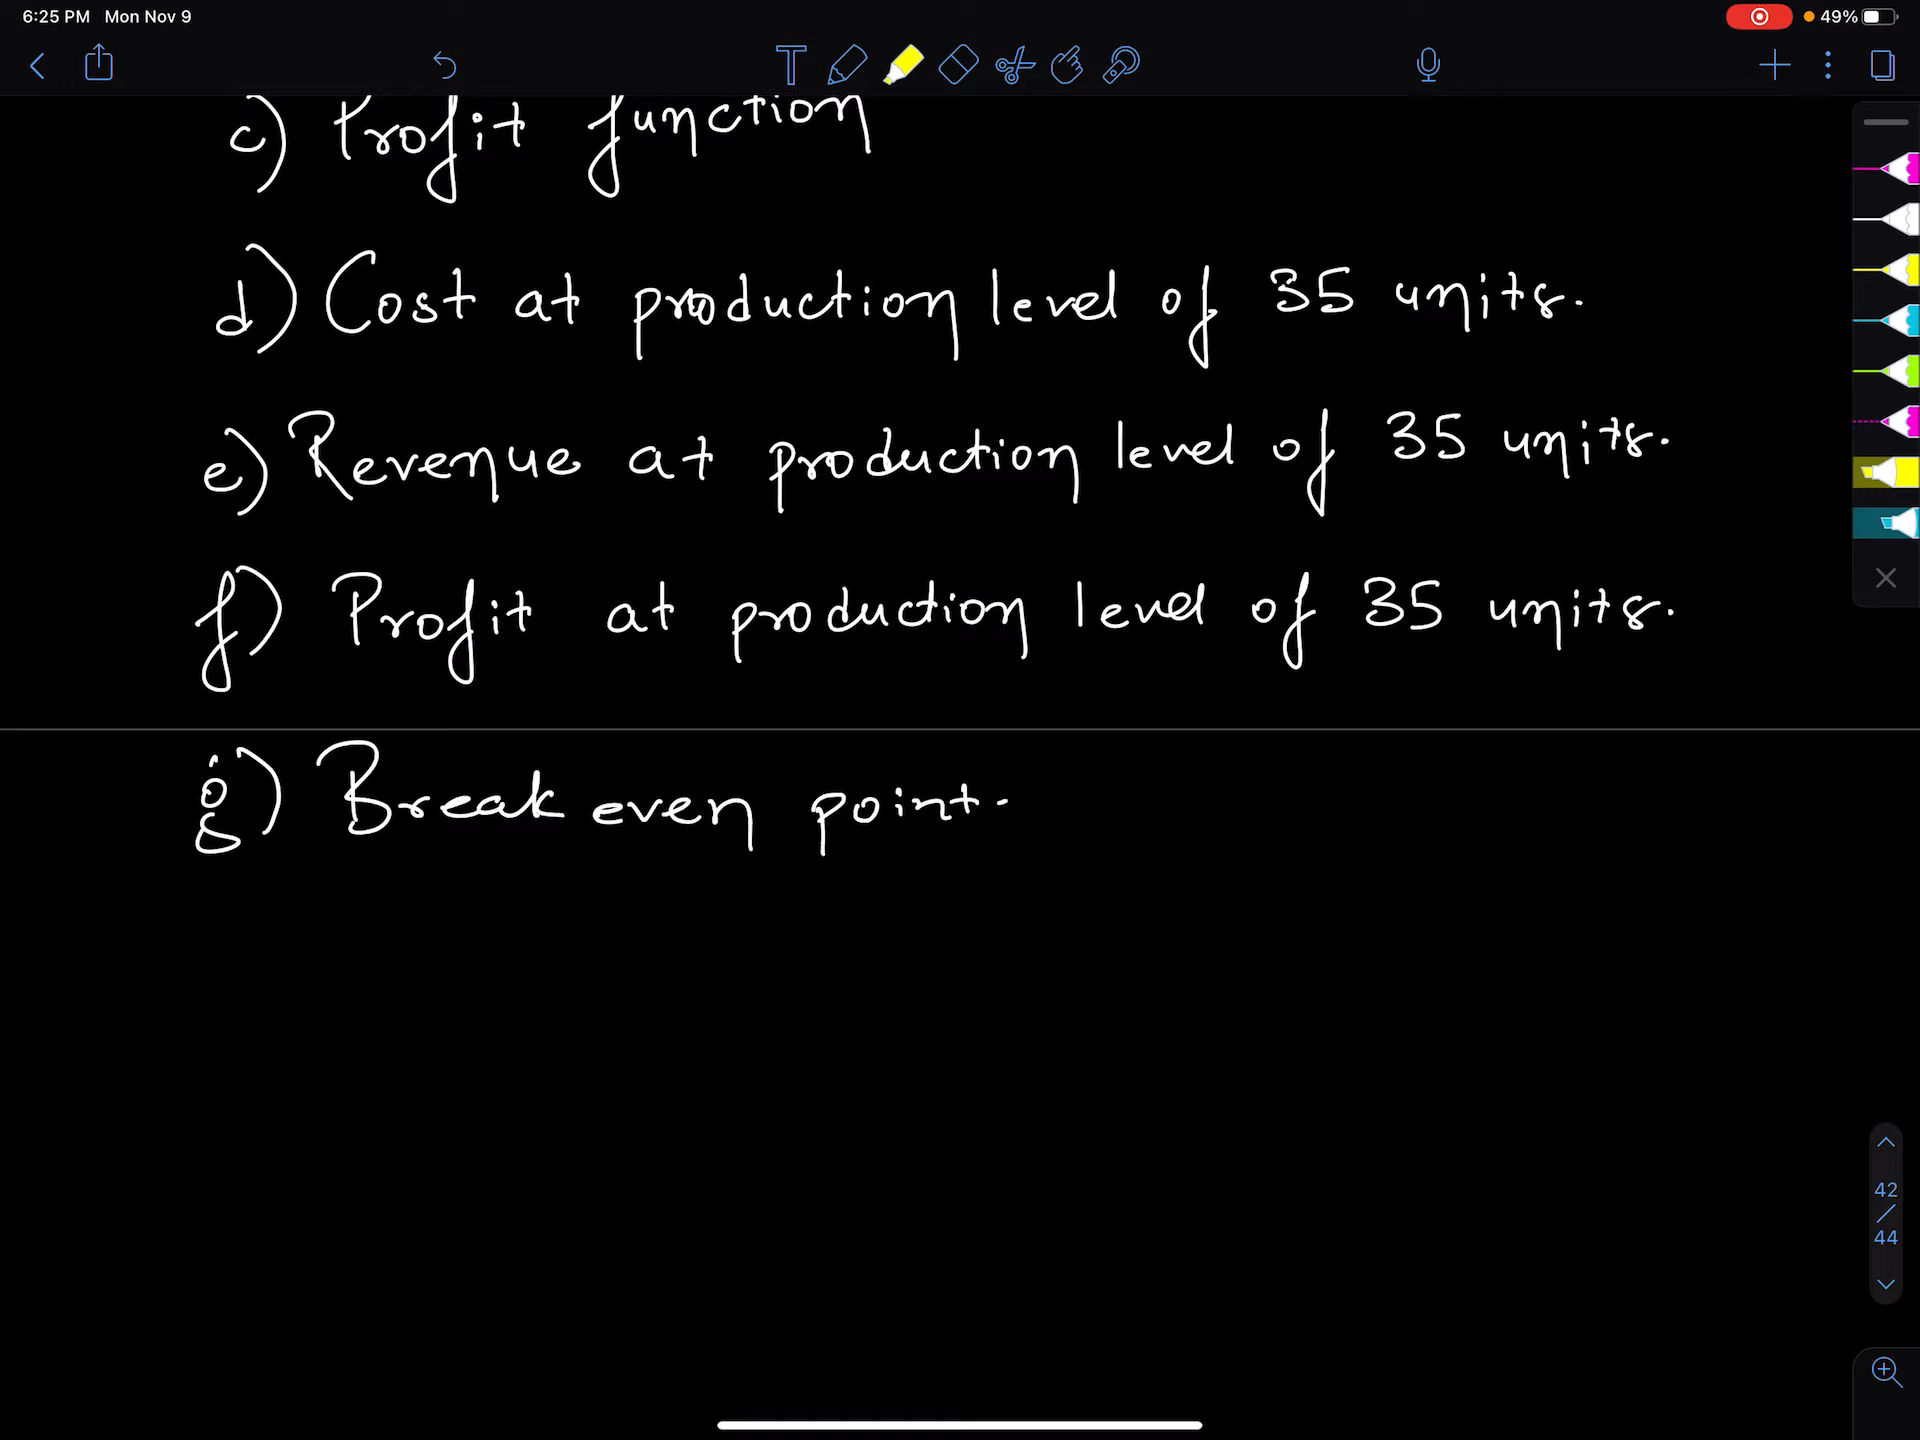 6:25 PM Mon Nov 9
49%
c) Profit function
d) Cost at production level of 35 units.
e) Revenue at production level of 35 units.
f) Profit at production level of 35 units.
g) Break even point.
42
/
44